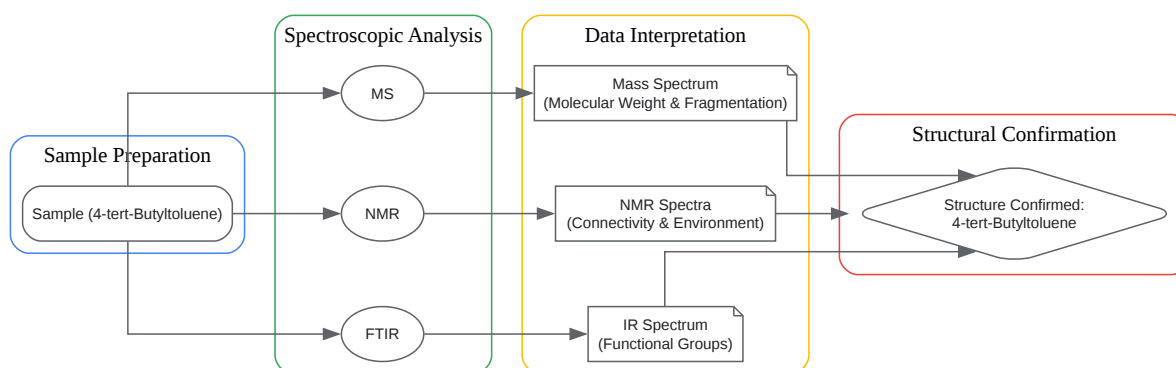 Spectroscopic Analysis
Data Interpretation
MS
Mass Spectrum
(Molecular Weight & Fragmentation)
Sample Preparation
Structural Confirmation
Sample (4-tert-Butyltoluene)
NMR
NMR Spectra
(Connectivity & Environment)
Structure Confirmed:
4-tert-Butyltoluene
FTIR
IR Spectrum
(Functional Groups)